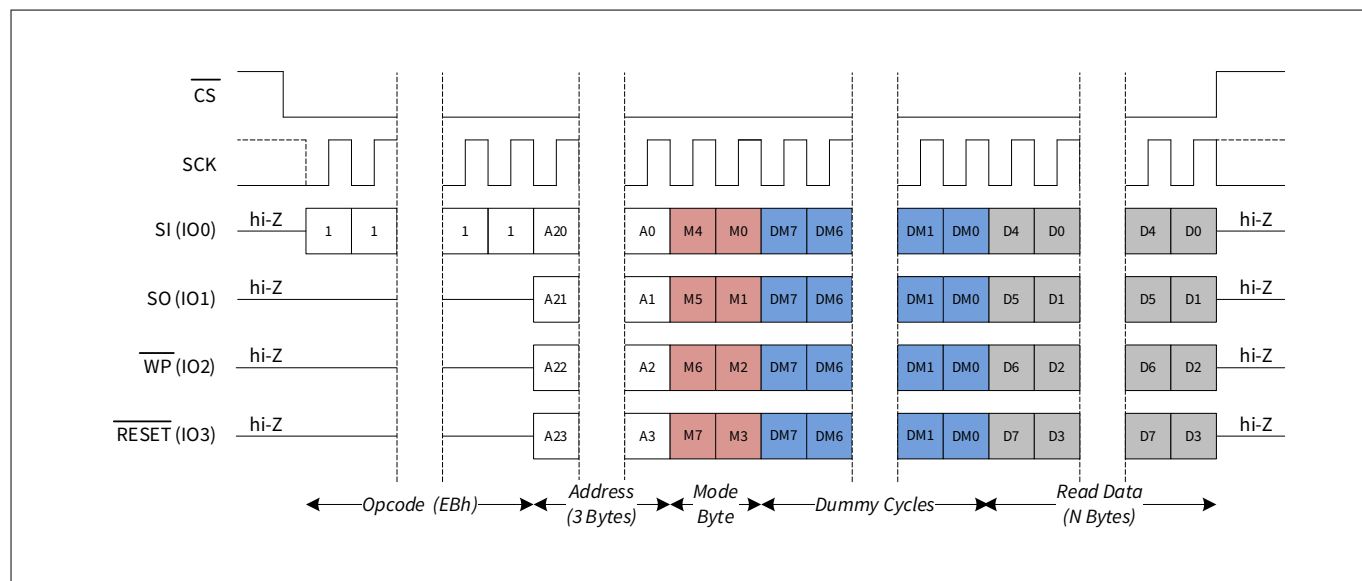 CS
SCK
SI (IO0) hi-Z 1 1 1 1 A20 A0 M4 M0 DM7 DM6 DM1 DM0 D4 D0 D4 D0 hi-Z
SO (IO1) hi-Z A21 A1 M5 M1 DM7 DM6 DM1 DM0 D5 D1 D5 D1 hi-Z
WP (IO2) hi-Z A22 A2 M6 M2 DM7 DM6 DM1 DM0 D6 D2 D6 D2 hi-Z
RESET (IO3) hi-Z A23 A3 M7 M3 DM7 DM6 DM1 DM0 D7 D3 D7 D3 hi-Z
Opcode (EBh)
Address
(3 Bytes)
Mode
Byte
Dummy Cycles
Read Data
(N Bytes)